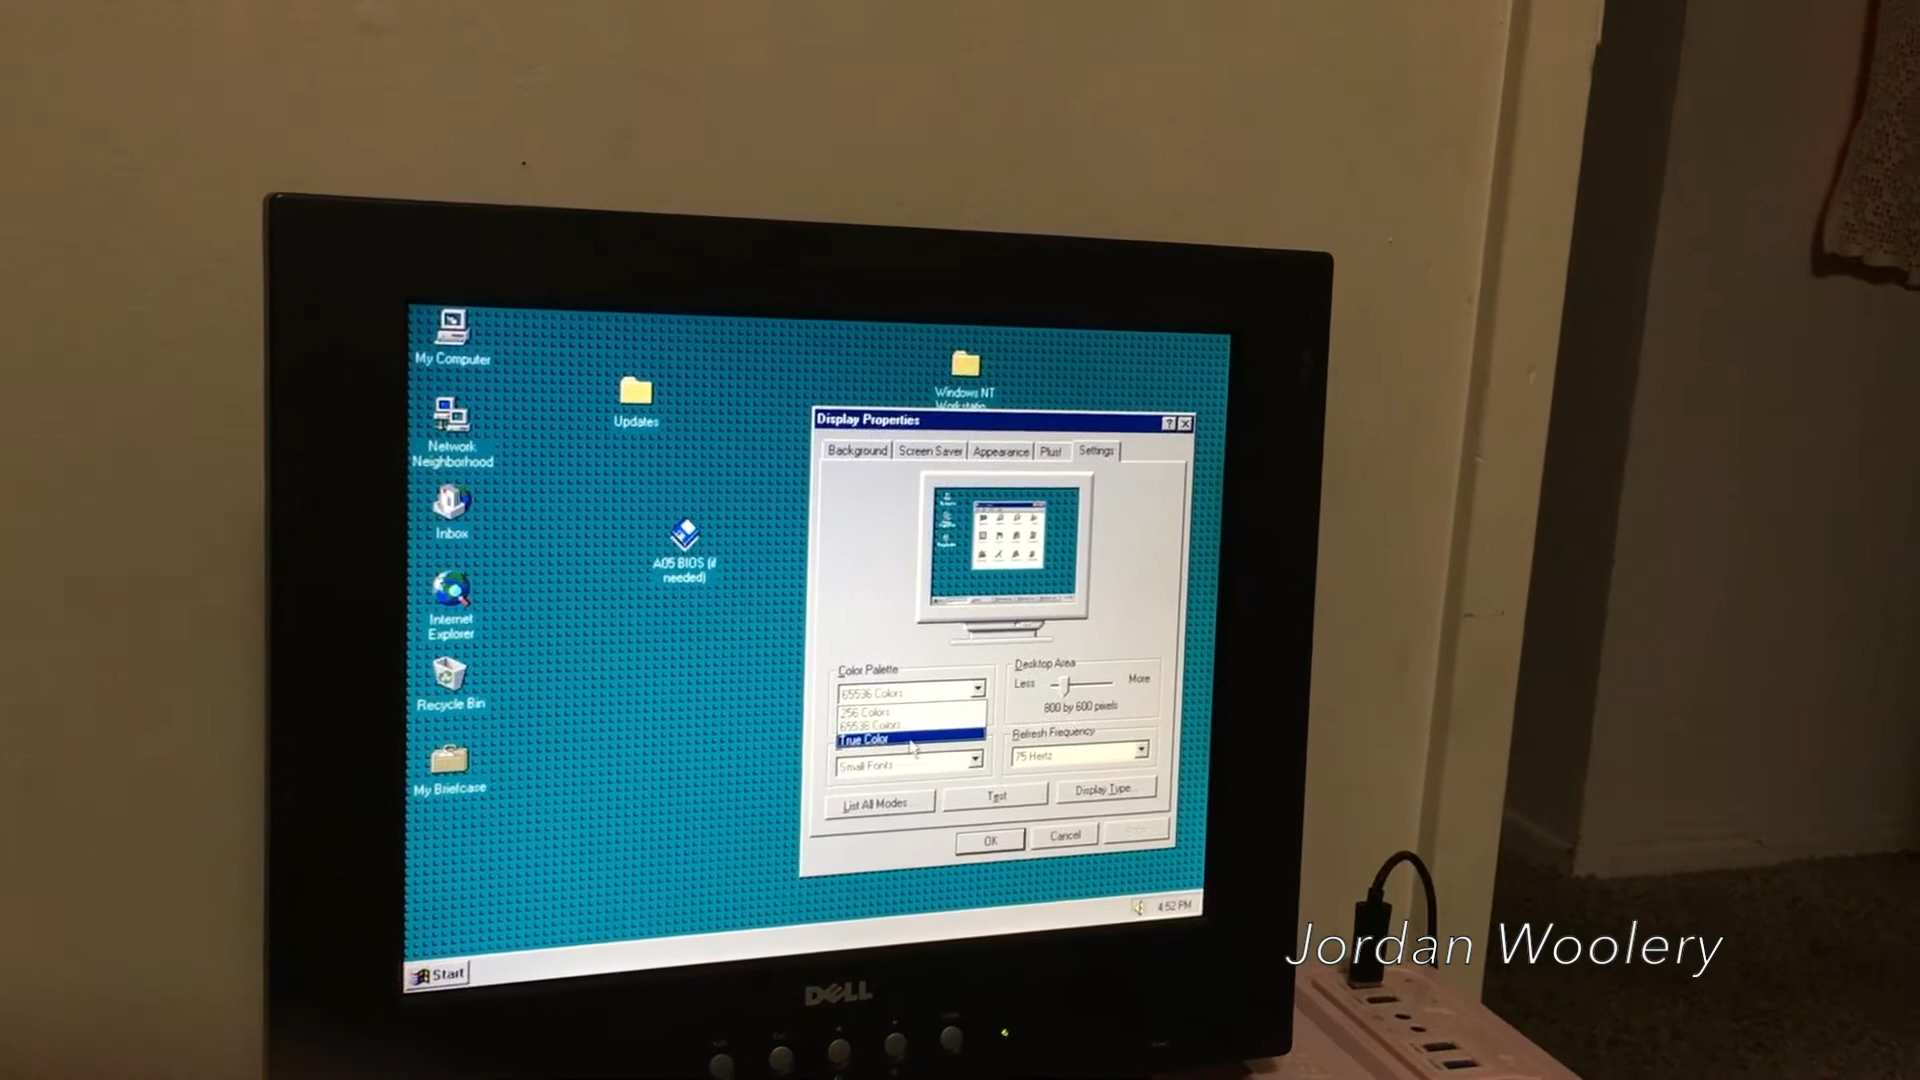 My Computer
Network
Neighborhood
Inbox
Internet
Explorer
Recycle Bin
My Briefcase
Updates
A05 BIOS (if
needed)
Windows NT
Workstatio
Display Properties
Background
Screen Saver
Appearance
Plus!
Settings
Color Palette
65536 Colors
256 Colors
65536 Colors
True Color
Small Fonts
Desktop Area
Less
More
800 by 600 pixels
Refresh Frequency
75 Hertz
List All Modes...
Test
Display Type...
OK
Cancel
4:52 PM
Start
DELL
Jordan Woolery